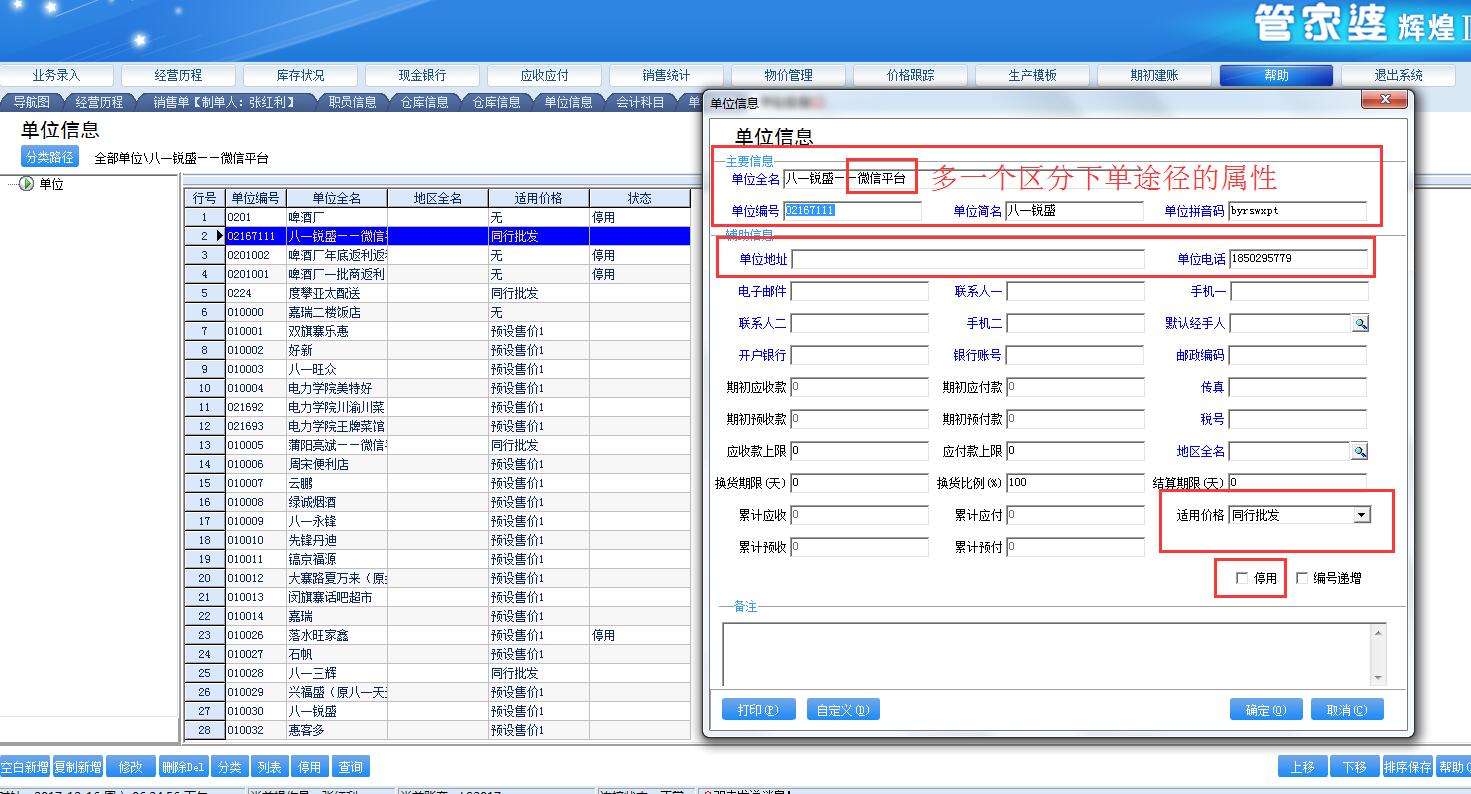 管家婆 辉煌II
业务录入 经营历程 库存状况 现金银行 应收应付 销售统计 物价管理 价格跟踪 生产模板 期初建账 帮助 退出系统
导航图 经营历程 销售单【制单人：张红利】 职员信息 仓库信息 仓库信息 单位信息 会计科目 单
单位信息
分类路径 全部单位\八一锐盛——微信平台
单位
行号 单位编号 单位全名 地区全名 适用价格 状态
1 0201 啤酒厂 无 停用
2 02167111 八一锐盛——微信 同行批发
3 0201002 啤酒厂年底返利返 无 停用
4 0201001 啤酒厂一批商返利 无 停用
5 0224 度攀亚太配送 同行批发
6 010000 嘉瑞二楼饭店 无
7 010001 双旗寨乐惠 预设售价1
8 010002 好新 预设售价1
9 010003 八一旺众 预设售价1
10 010004 电力学院美特好 预设售价1
11 021692 电力学院川渝川菜 预设售价1
12 021693 电力学院王牌菜馆 预设售价1
13 010005 蒲阳亮斌——微信 同行批发
14 010006 周宋便利店 预设售价1
15 010007 云鹏 预设售价1
16 010008 绿诚烟酒 预设售价1
17 010009 八一永锋 预设售价1
18 010010 先锋丹迪 预设售价1
19 010011 镐京福源 预设售价1
20 010012 大寨路夏万来（原 预设售价1
21 010013 闵旗寨话吧超市 预设售价1
22 010014 嘉瑞 预设售价1
23 010026 落水旺家鑫 预设售价1 停用
24 010027 石帆 预设售价1
25 010028 八一三辉 同行批发
26 010029 兴福盛（原八一天 预设售价1
27 010030 八一锐盛 预设售价1
28 010032 惠客多 预设售价1
空白新增 复制新增 修改 删除Del 分类 列表 停用 查询
上移 下移 排序保存 帮助
单位信息
单位信息
主要信息
单位全名 八一锐盛——微信平台 多一个区分下单途径的属性
单位编号 02167111 单位简名 八一锐盛 单位拼音码 byrswxpt
辅助信息
单位地址 单位电话 1850295779
电子邮件 联系人一 手机一
联系人二 手机二 默认经手人
开户银行 银行账号 邮政编码
期初应收款 0 期初应付款 0 传真
期初预收款 0 期初预付款 0 税号
应收款上限 0 应付款上限 0 地区全名
换货期限(天) 0 换货比例(%) 100 结算期限(天) 0
累计应收 0 累计应付 0 适用价格 同行批发
累计预收 0 累计预付 0
停用 编号递增
备注
打印(P) 自定义(D) 确定(O) 取消(C)